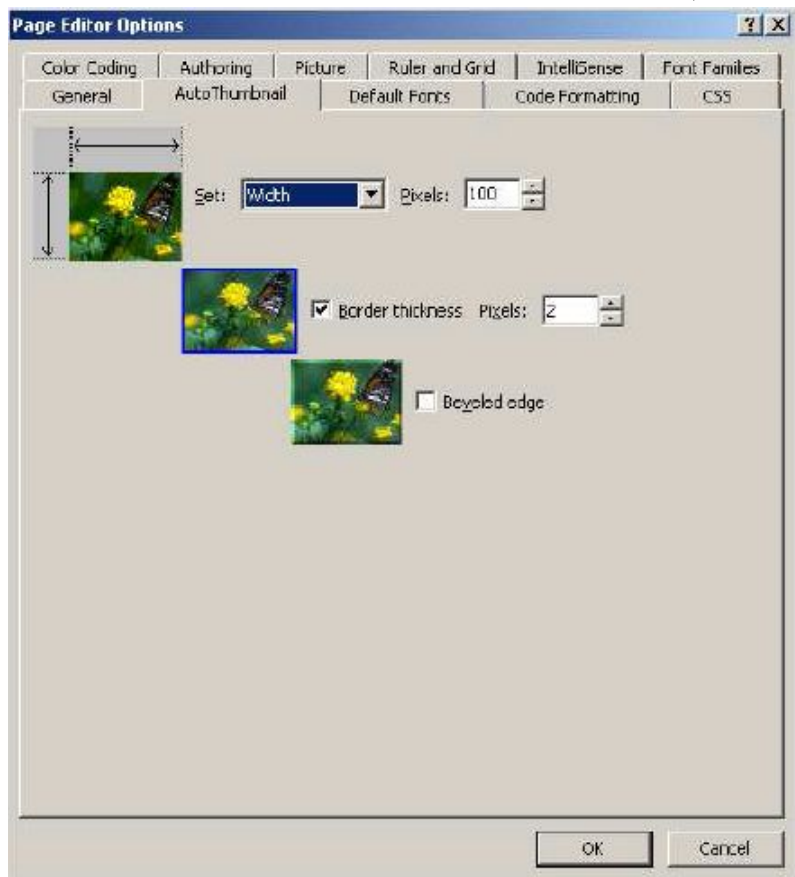 Page Editor Options
Color Coding Authoring Picture Ruler and Grid IntelliSense Font Families
General AutoThumbnail Default Fonts Code Formatting CSS
Set: Width Pixels: 100
Border thickness Pixels: 2
Beveled edge
OK Cancel